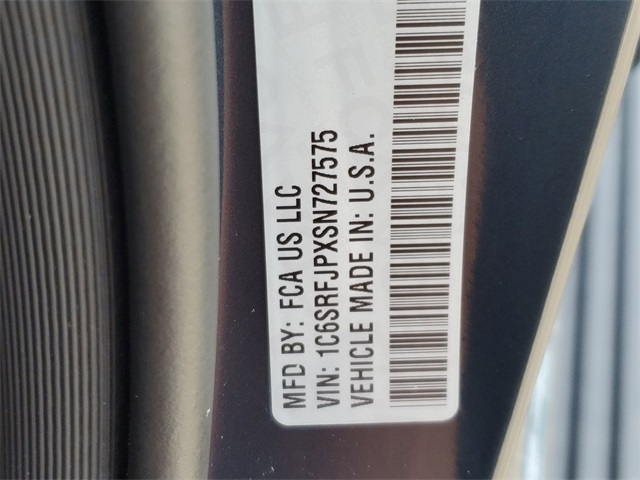 MFD BY: FCA US LLC
VIN: 1C6SRFJPXSN727575
VEHICLE MADE IN: U.S.A.